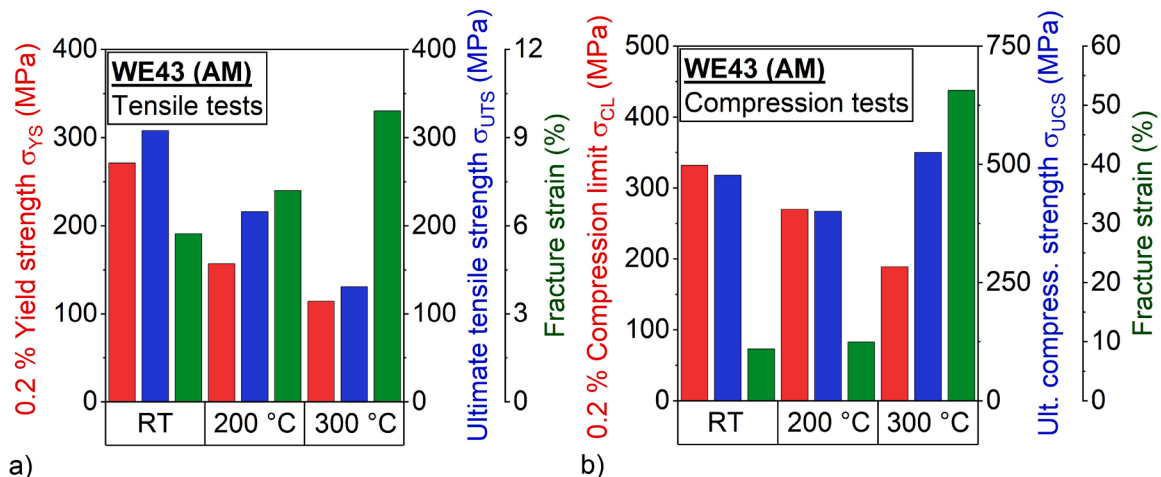 WE43 (AM)
Tensile tests
0.2 % Yield strength σYS (MPa)
400
300
200
100
0
RT
200 °C
300 °C
400
300
200
100
0
Ultimate tensile strength σUTS (MPa)
12
9
6
3
0
Fracture strain (%)
a)
WE43 (AM)
Compression tests
0.2 % Compression limit σCL (MPa)
500
400
300
200
100
0
RT
200 °C
300 °C
750
500
250
0
Ult. compress. strength σUCS (MPa)
60
50
40
30
20
10
0
Fracture strain (%)
b)